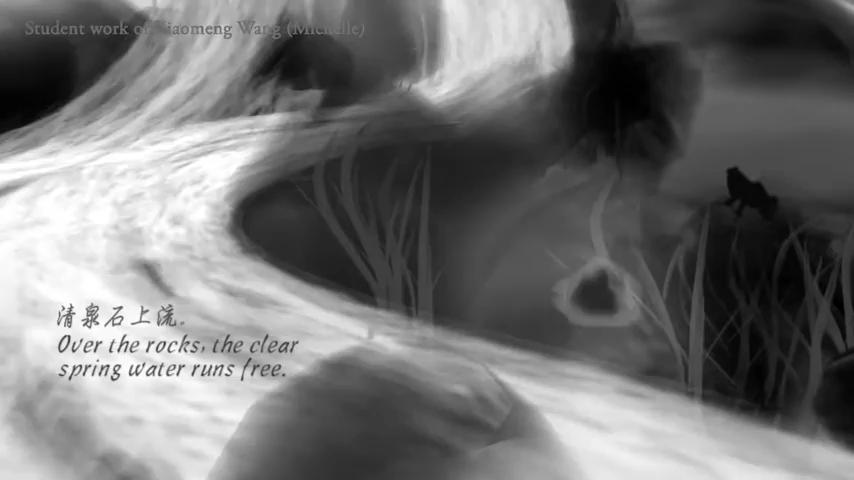 Student work of Xiaomeng Wang (Michelle)
清泉石上流。
Over the rocks, the clear
spring water runs free.